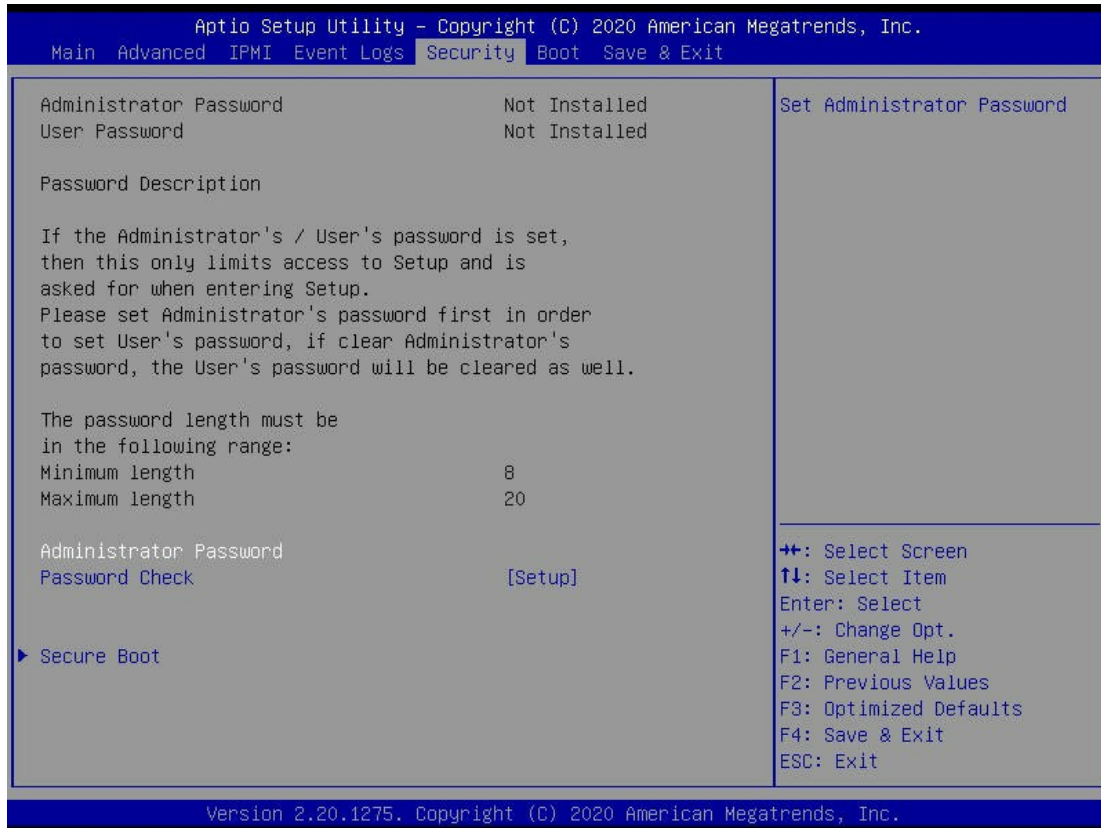 Aptio Setup Utility – Copyright (C) 2020 American Megatrends, Inc.
Main Advanced IPMI Event Logs Security Boot Save & Exit
Administrator Password Not Installed
User Password Not Installed
Password Description
If the Administrator's / User's password is set,
then this only limits access to Setup and is
asked for when entering Setup.
Please set Administrator's password first in order
to set User's password, if clear Administrator's
password, the User's password will be cleared as well.
The password length must be
in the following range:
Minimum length 8
Maximum length 20
Administrator Password
Password Check [Setup]
▶ Secure Boot
Set Administrator Password
→←: Select Screen
↑↓: Select Item
Enter: Select
+/-: Change Opt.
F1: General Help
F2: Previous Values
F3: Optimized Defaults
F4: Save & Exit
ESC: Exit
Version 2.20.1275. Copyright (C) 2020 American Megatrends, Inc.